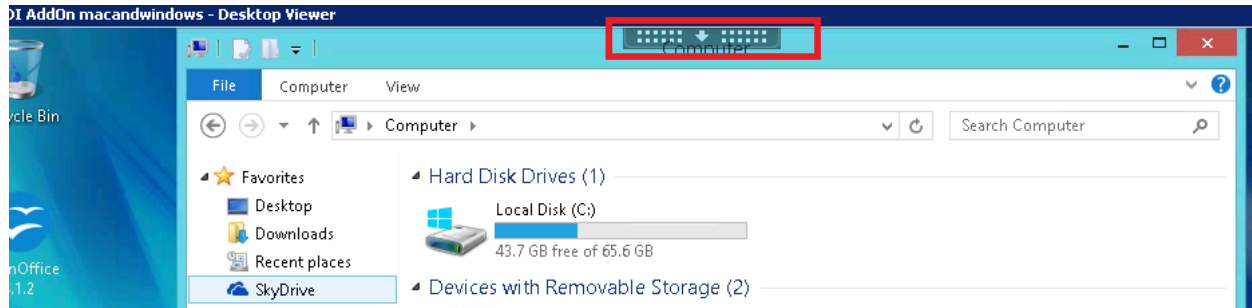 DI AddOn macandwindows - Desktop Viewer
Computer
File Computer View
ycle Bin
Computer
Search Computer
Favorites
Hard Disk Drives (1)
Desktop
Local Disk (C:)
Downloads
43.7 GB free of 65.6 GB
Recent places
nOffice
.1.2
SkyDrive
Devices with Removable Storage (2)